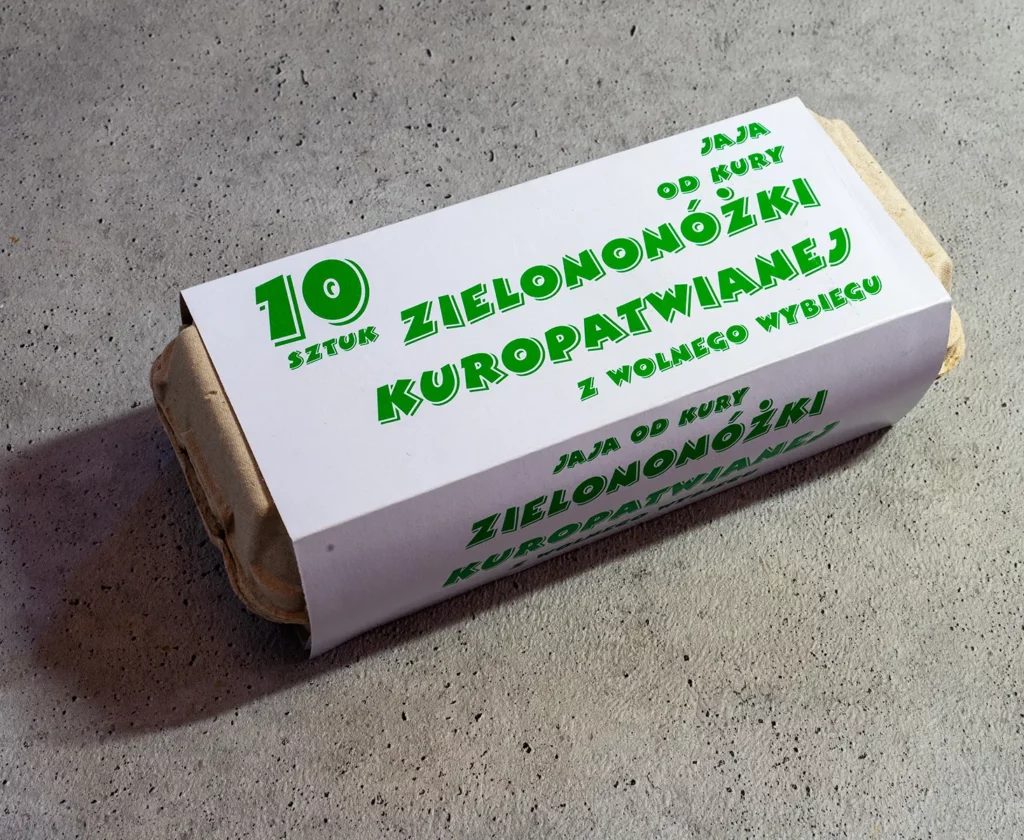 10
SZTUK
JAJA
OD KURY
ZIELONONÓŻKI
KUROPATWIANEJ
Z WOLNEGO WYBIEGU
JAJA OD KURY
ZIELONONÓŻKI
KUROPATWIANEJ